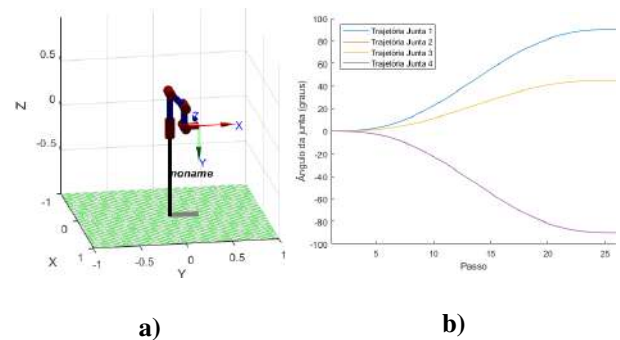 0.5
0
-0.5
-1
Z
X
Y
noname
-1
0
1
X
-1
-0.5
0
0.5
1
Y
a)
100
80
60
40
20
0
-20
-40
-60
-80
-100
Ângulo da junta (graus)
Trajetória Junta 1
Trajetória Junta 2
Trajetória Junta 3
Trajetória Junta 4
5
10
15
20
25
Passo
b)